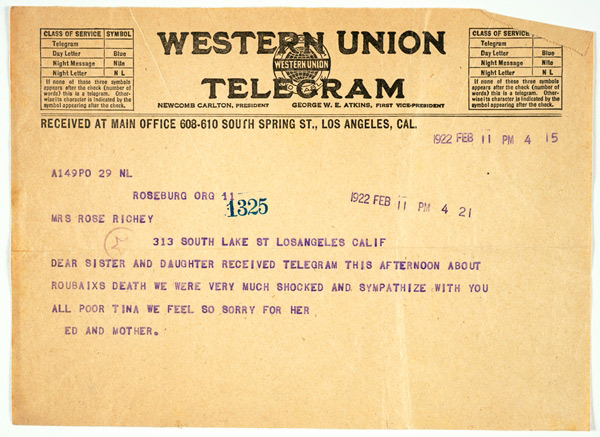 CLASS OF SERVICE SYMBOL
Telegram
Day Letter Blue
Night Message Nite
Night Letter N L
If none of these three symbols
appears after the check (number of
words) this is a telegram. Other-
wise its character is indicated by the
symbol appearing after the check.
WESTERN UNION
WESTERN UNION
TELEGRAM
NEWCOMB CARLTON, PRESIDENT GEORGE W. E. ATKINS, FIRST VICE-PRESIDENT
CLASS OF SERVICE
Telegram
Day Letter Blue
Night Message Nite
Night Letter N L
If none of these three symbols
appears after the check (number of
words) this is a telegram. Other-
wise its character is indicated by the
symbol appearing after the check.
RECEIVED AT MAIN OFFICE 608-610 SOUTH SPRING ST., LOS ANGELES, CAL.
1922 FEB 11 PM 4 15
A149PO 29 NL
ROSEBURG ORG 11
1325
1922 FEB 11 PM 4 21
MRS ROSE RICHEY
313 SOUTH LAKE ST LOSANGELES CALIF
DEAR SISTER AND DAUGHTER RECEIVED TELEGRAM THIS AFTERNOON ABOUT
ROUBAIXS DEATH WE WERE VERY MUCH SHOCKED AND SYMPATHIZE WITH YOU
ALL POOR TINA WE FEEL SO SORRY FOR HER
ED AND MOTHER.